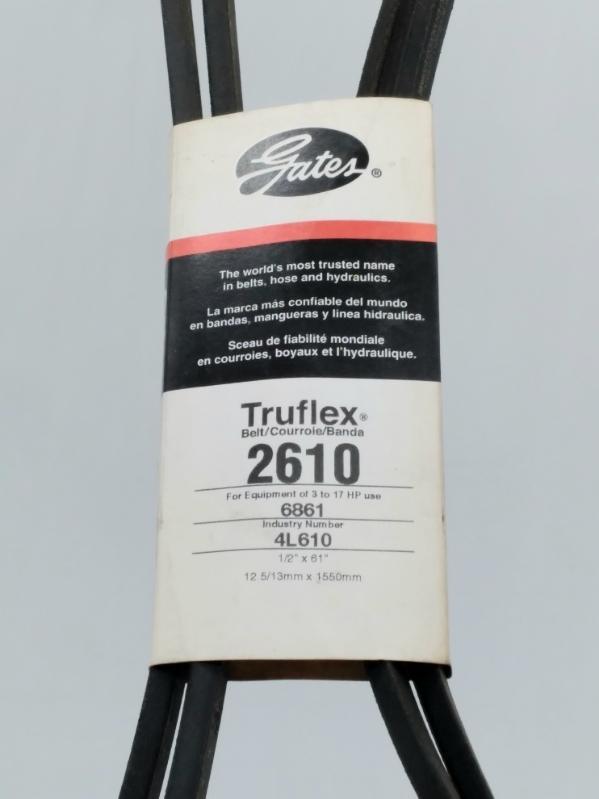 Gates®
The world's most trusted name
in belts, hose and hydraulics.
La marca más confiable del mundo
en bandas, mangueras y linea hidraulica.
Sceau de fiabilité mondiale
en courroies, boyaux et l'hydraulique.
Truflex®
Belt/Courroie/Banda
2610
For Equipment of 3 to 17 HP use
6861
Industry Number
4L610
1/2" x 61"
12.5/13mm x 1550mm